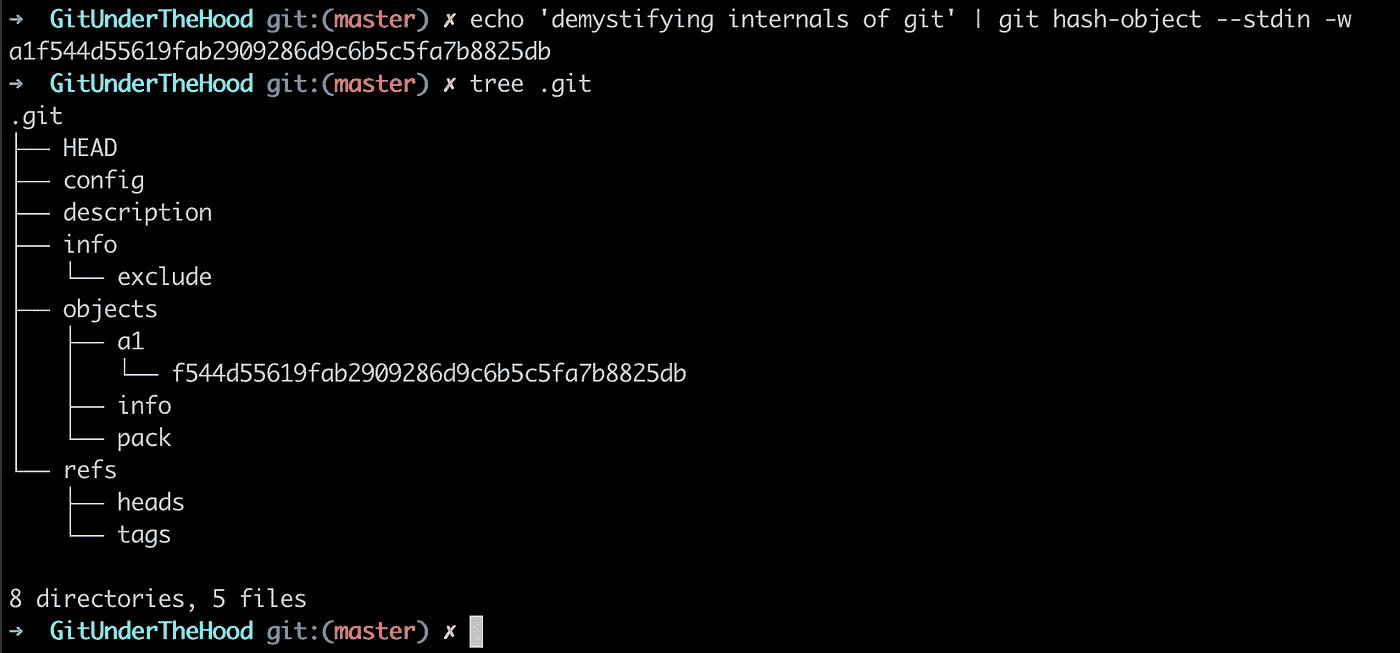 → GitUnderTheHood git:(master) ✗ echo 'demystifying internals of git' | git hash-object --stdin -w
a1f544d55619fab2909286d9c6b5c5fa7b8825db
→ GitUnderTheHood git:(master) ✗ tree .git
.git
├── HEAD
├── config
├── description
├── info
│   └── exclude
├── objects
│   ├── a1
│   │   └── f544d55619fab2909286d9c6b5c5fa7b8825db
│   ├── info
│   └── pack
└── refs
    ├── heads
    └── tags
8 directories, 5 files
→ GitUnderTheHood git:(master) ✗